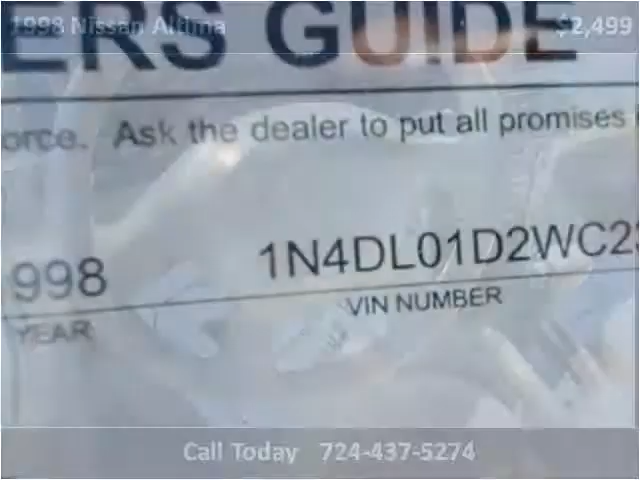 1998 Nissan Altima $2,499
ERS GUIDE
orce. Ask the dealer to put all promises
998 1N4DL01D2WC2
YEAR VIN NUMBER
Call Today 724-437-5274